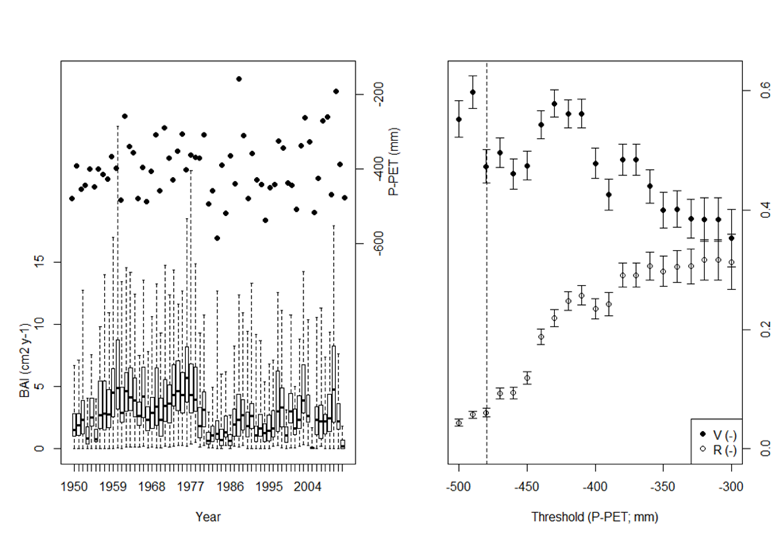 -200
-400
-600
P-PET (mm)
15
10
5
0
BAI (cm2 y-1)
1950 1959 1968 1977 1986 1995 2004
Year
0.6
0.4
0.2
0.0
V (-)
R (-)
-500 -450 -400 -350 -300
Threshold (P-PET; mm)